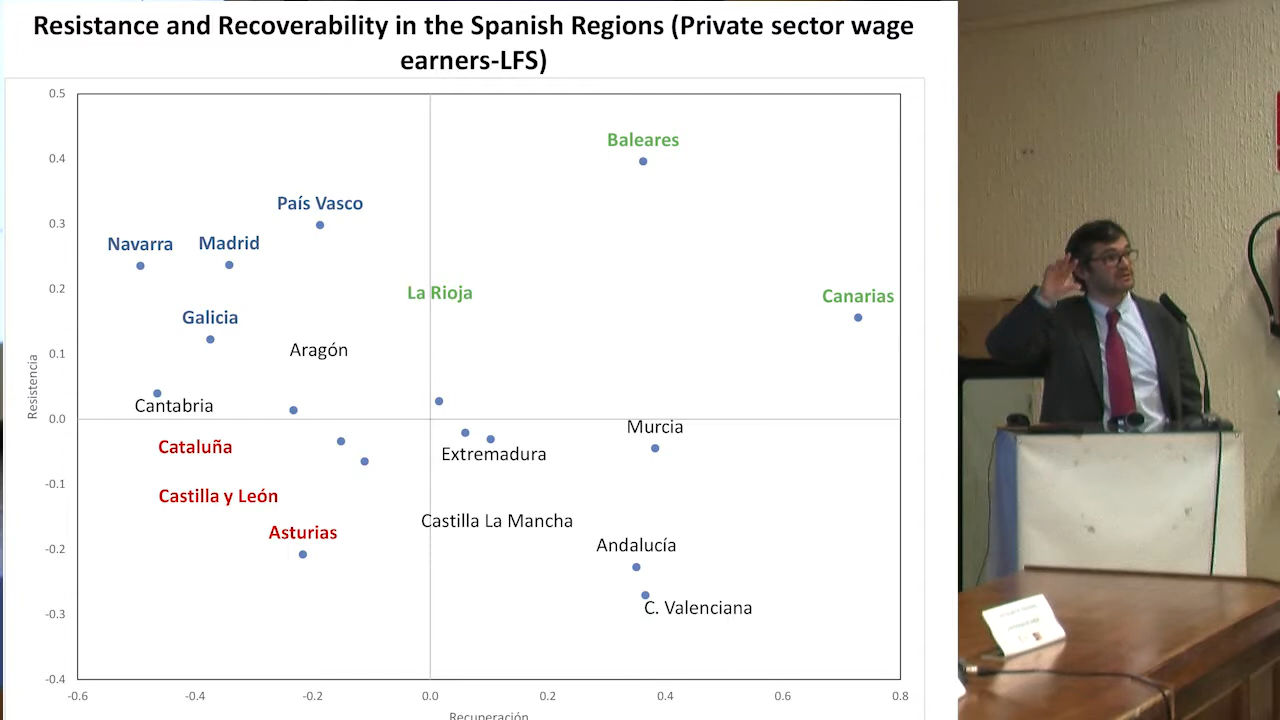 Resistance and Recoverability in the Spanish Regions (Private sector wage
earners-LFS)
0.5
Baleares
0.4
País Vasco
0.3
Navarra
Madrid
0.2
La Rioja
Canarias
Galicia
Aragón
0.1
Resistencia
Cantabria
0.0
Murcia
Cataluña
Extremadura
-0.1
Castilla y León
Castilla La Mancha
Asturias
-0.2
Andalucía
C. Valenciana
-0.3
-0.4
-0.6
-0.4
-0.2
0.0
0.2
0.4
0.6
0.8
Recuperación